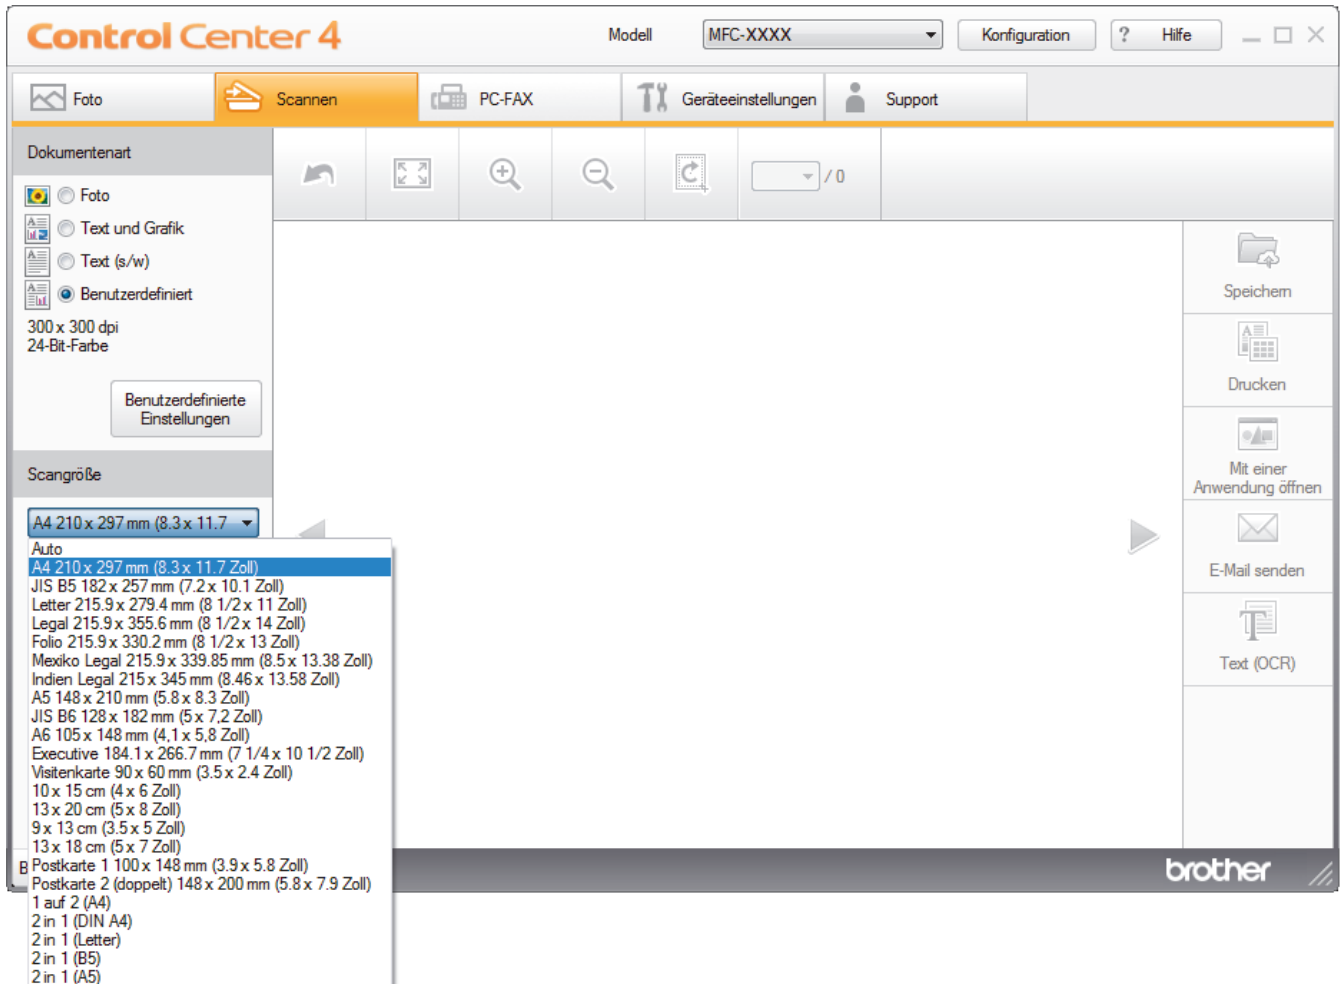 Control Center 4
Modell
MFC-XXXX
Konfiguration
? Hilfe
Foto
Scannen
PC-FAX
Geräteeinstellungen
Support
Dokumentenart
Foto
Text und Grafik
Text (s/w)
Benutzerdefiniert
300 x 300 dpi
24-Bit-Farbe
Benutzerdefinierte
Einstellungen
Scangröße
A4 210 x 297 mm (8.3 x 11.7
Auto
A4 210 x 297 mm (8.3 x 11.7 Zoll)
JIS B5 182 x 257 mm (7.2 x 10.1 Zoll)
Letter 215.9 x 279.4 mm (8 1/2 x 11 Zoll)
Legal 215.9 x 355.6 mm (8 1/2 x 14 Zoll)
Folio 215.9 x 330.2 mm (8 1/2 x 13 Zoll)
Mexiko Legal 215.9 x 339.85 mm (8.5 x 13.38 Zoll)
Indien Legal 215 x 345 mm (8.46 x 13.58 Zoll)
A5 148 x 210 mm (5.8 x 8.3 Zoll)
JIS B6 128 x 182 mm (5 x 7,2 Zoll)
A6 105 x 148 mm (4,1 x 5,8 Zoll)
Executive 184.1 x 266.7 mm (7 1/4 x 10 1/2 Zoll)
Visitenkarte 90 x 60 mm (3.5 x 2.4 Zoll)
10 x 15 cm (4 x 6 Zoll)
13 x 20 cm (5 x 8 Zoll)
9 x 13 cm (3.5 x 5 Zoll)
13 x 18 cm (5 x 7 Zoll)
Postkarte 1 100 x 148 mm (3.9 x 5.8 Zoll)
Postkarte 2 (doppelt) 148 x 200 mm (5.8 x 7.9 Zoll)
1 auf 2 (A4)
2 in 1 (DIN A4)
2 in 1 (Letter)
2 in 1 (B5)
2 in 1 (A5)
/ 0
Speichern
Drucken
Mit einer
Anwendung öffnen
E-Mail senden
Text (OCR)
B
brother